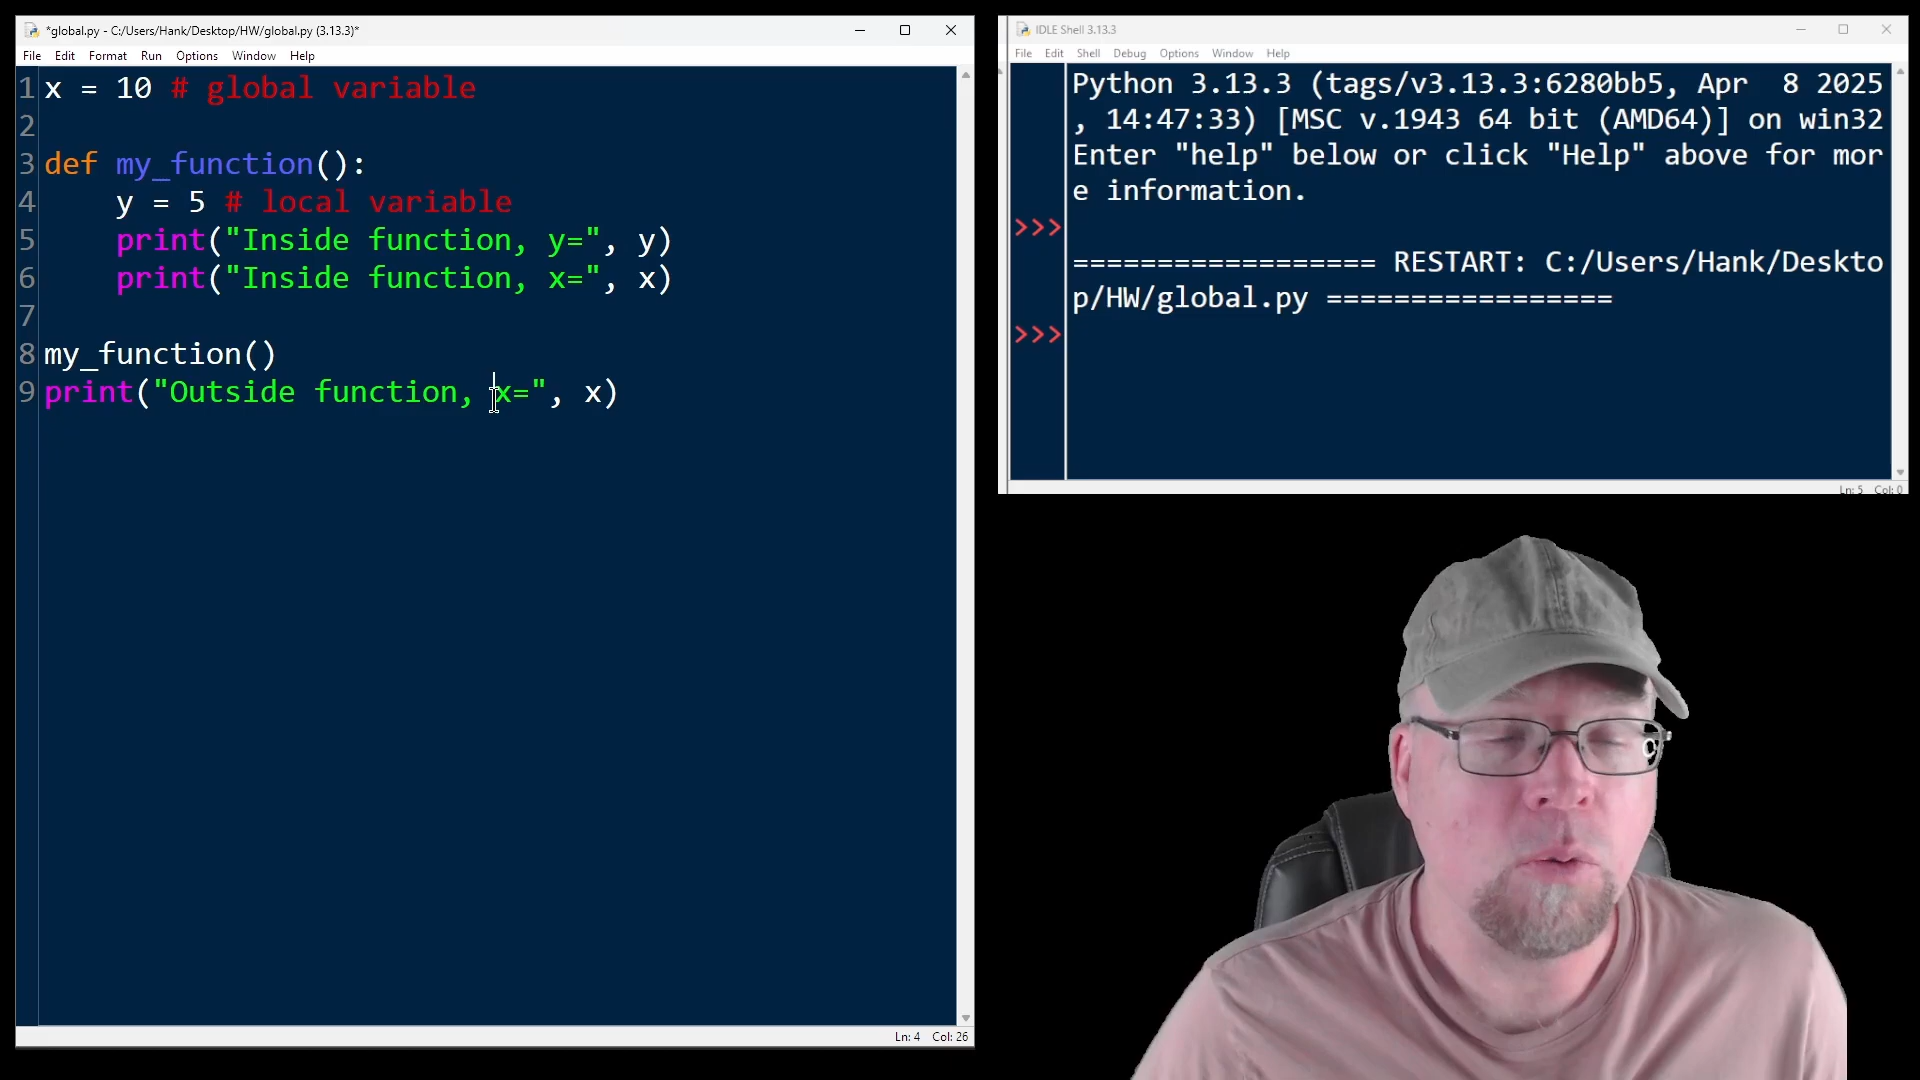 *global.py - C:/Users/Hank/Desktop/HW/global.py (3.13.3)*
File Edit Format Run Options Window Help
1 x = 10 # global variable
2
3 def my_function():
4     y = 5 # local variable
5     print("Inside function, y=", y)
6     print("Inside function, x=", x)
7
8 my_function()
9 print("Outside function, x=", x)
Ln: 4 Col: 26
IDLE Shell 3.13.3
File Edit Shell Debug Options Window Help
Python 3.13.3 (tags/v3.13.3:6280bb5, Apr  8 2025
, 14:47:33) [MSC v.1943 64 bit (AMD64)] on win32
Enter "help" below or click "Help" above for mor
e information.
>>>
================== RESTART: C:/Users/Hank/Deskto
p/HW/global.py =================
>>>
Ln: 5 Col: 0